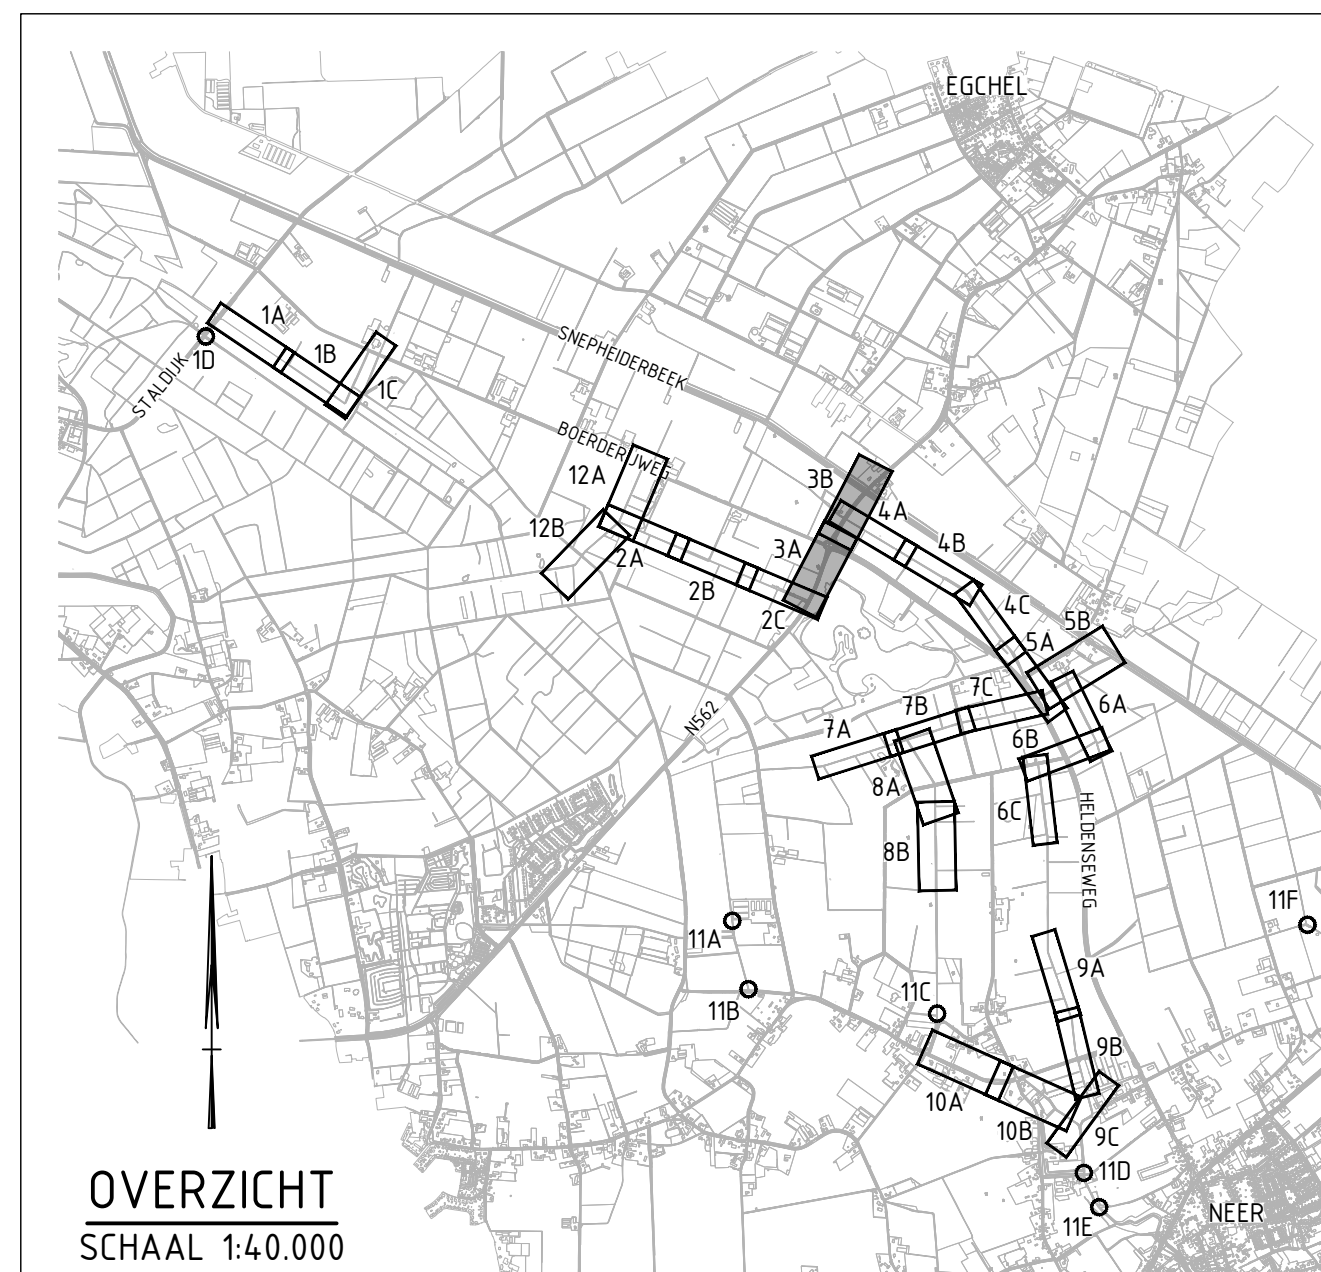 EGCHEL
SNEPHEIDERBEEK
1A
1B
1D
1C
STALDIJK
BOERDERIJWEG
12A
12B
3B
4A
4B
3A
2A
2B
2C
4C
5A
5B
6A
7C
7B
7A
6B
N562
8A
6C
8B
HELDENSEWEG
11F
11A
9A
11B
11C
9B
10A
10B
9C
11D
11E
NEER
OVERZICHT
SCHAAL 1:40.000